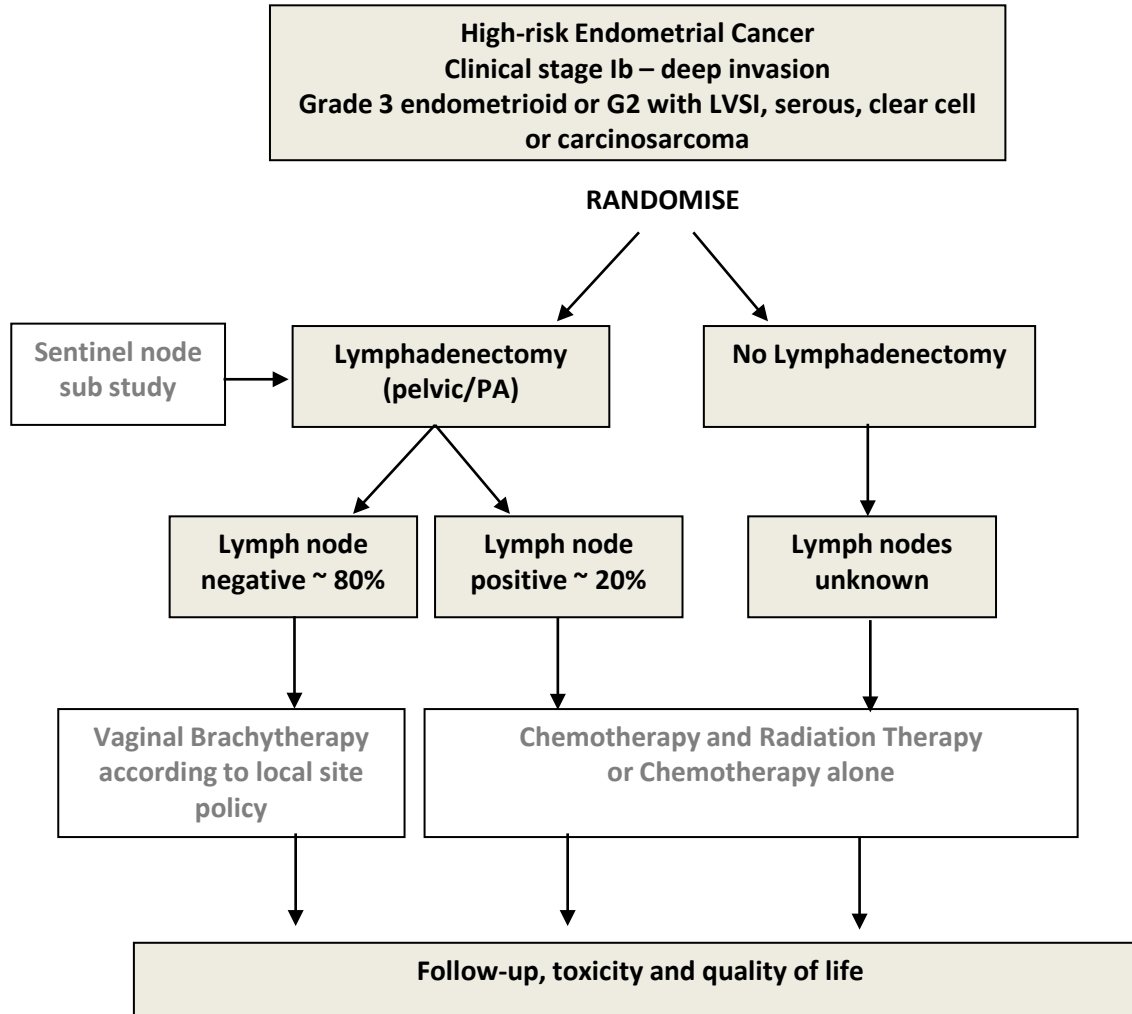 High-risk Endometrial Cancer
Clinical stage Ib – deep invasion
Grade 3 endometrioid or G2 with LVSI, serous, clear cell
or carcinosarcoma
RANDOMISE
Sentinel node
sub study
Lymphadenectomy
(pelvic/PA)
No Lymphadenectomy
Lymph node
negative ~ 80%
Lymph node
positive ~ 20%
Lymph nodes
unknown
Vaginal Brachytherapy
according to local site
policy
Chemotherapy and Radiation Therapy
or Chemotherapy alone
Follow-up, toxicity and quality of life